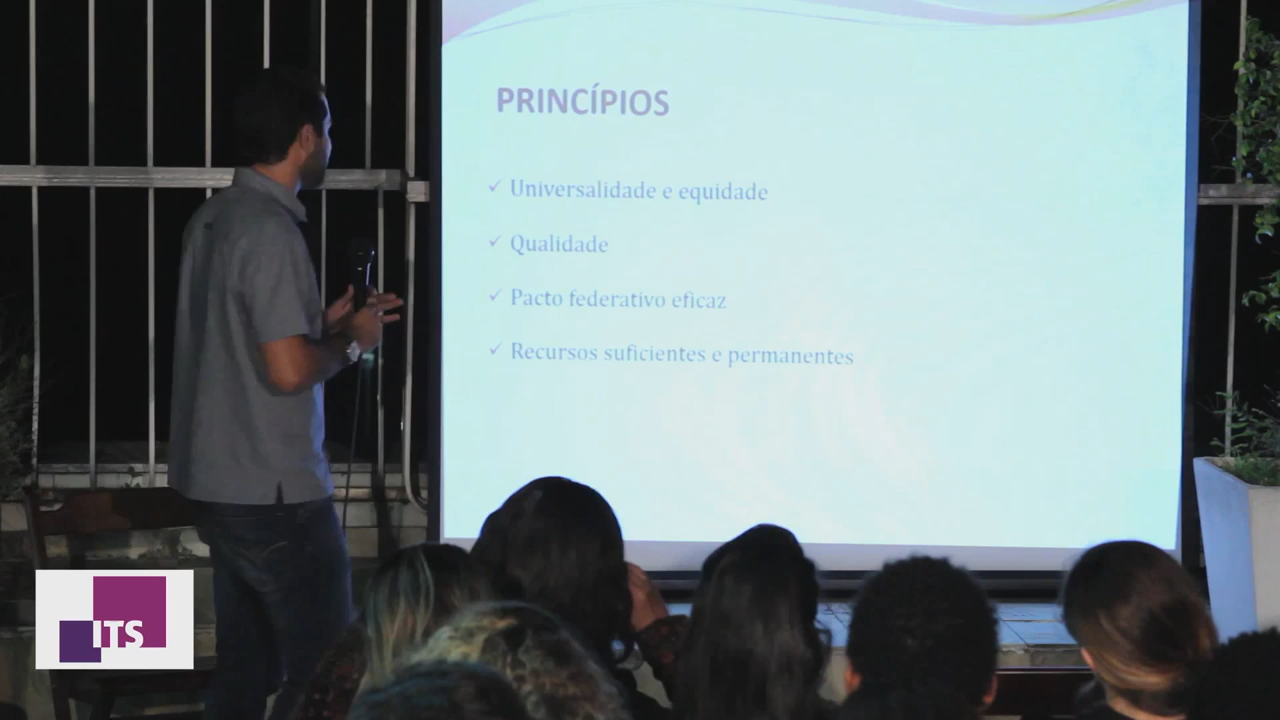 PRINCÍPIOS
✓ Universalidade e equidade
✓ Qualidade
✓ Pacto federativo eficaz
✓ Recursos suficientes e permanentes
ITS